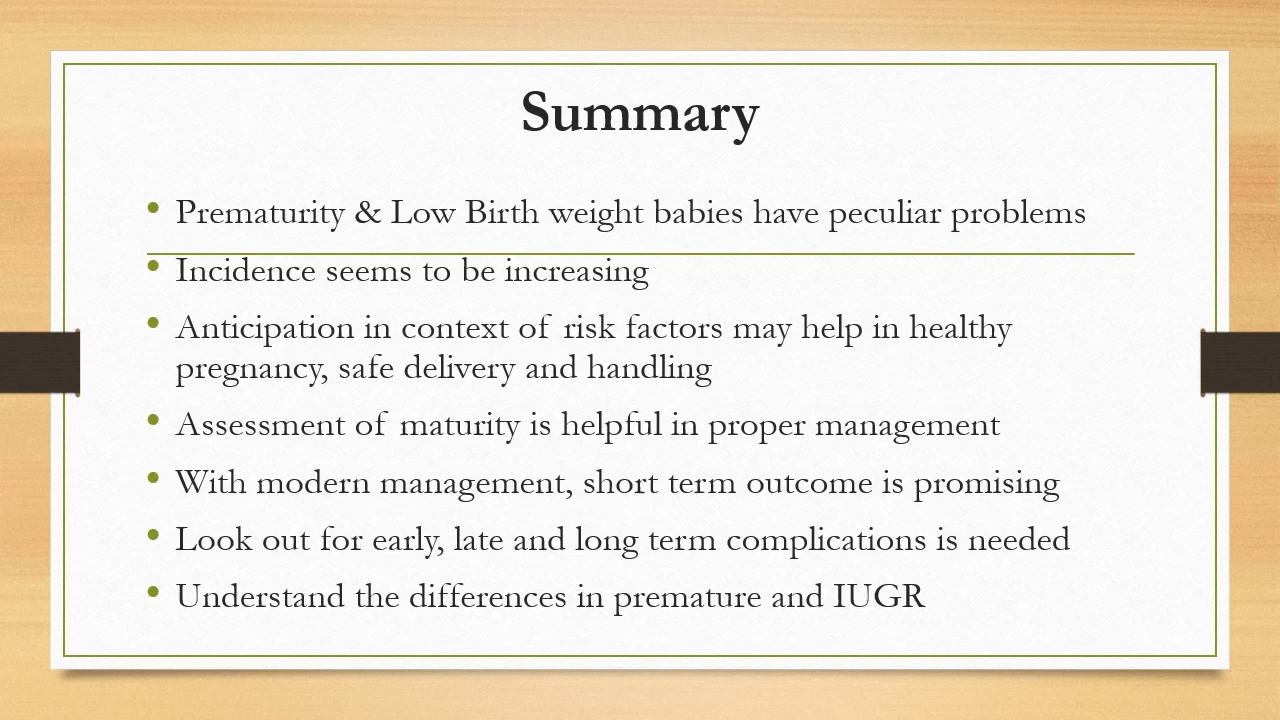 Summary
• Prematurity & Low Birth weight babies have peculiar problems
• Incidence seems to be increasing
• Anticipation in context of risk factors may help in healthy
pregnancy, safe delivery and handling
• Assessment of maturity is helpful in proper management
• With modern management, short term outcome is promising
• Look out for early, late and long term complications is needed
• Understand the differences in premature and IUGR